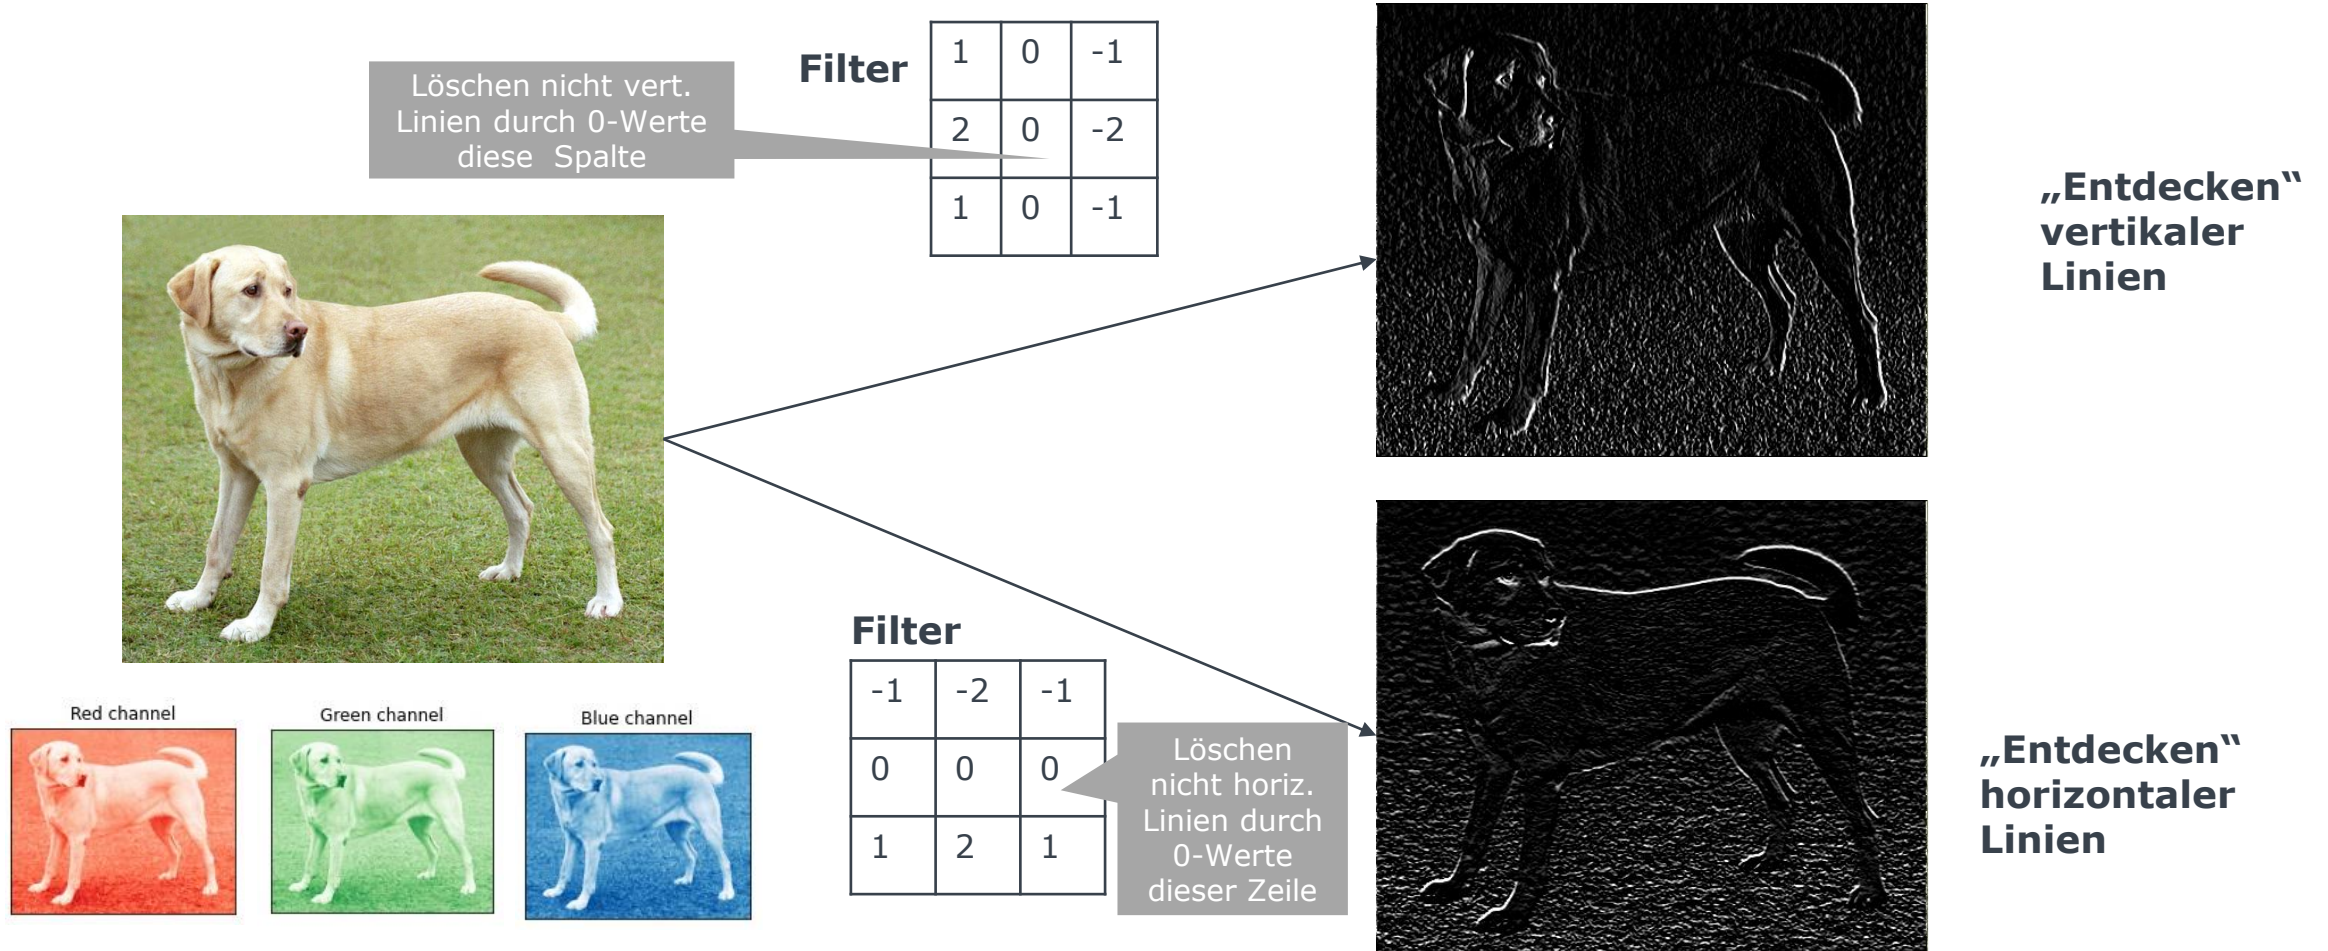 Filter
1 0 -1
2 0 -2
1 0 -1
Löschen nicht vert.
Linien durch 0-Werte
diese  Spalte
„Entdecken“
vertikaler
Linien
Filter
-1 -2 -1
0 0 0
1 2 1
Löschen
nicht horiz.
Linien durch
0-Werte
dieser Zeile
„Entdecken“
horizontaler
Linien
Red channel
Green channel
Blue channel